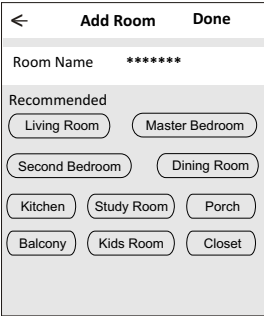 Add Room Done
Room Name *******
Recommended
Living Room Master Bedroom
Second Bedroom Dining Room
Kitchen Study Room Porch
Balcony Kids Room Closet